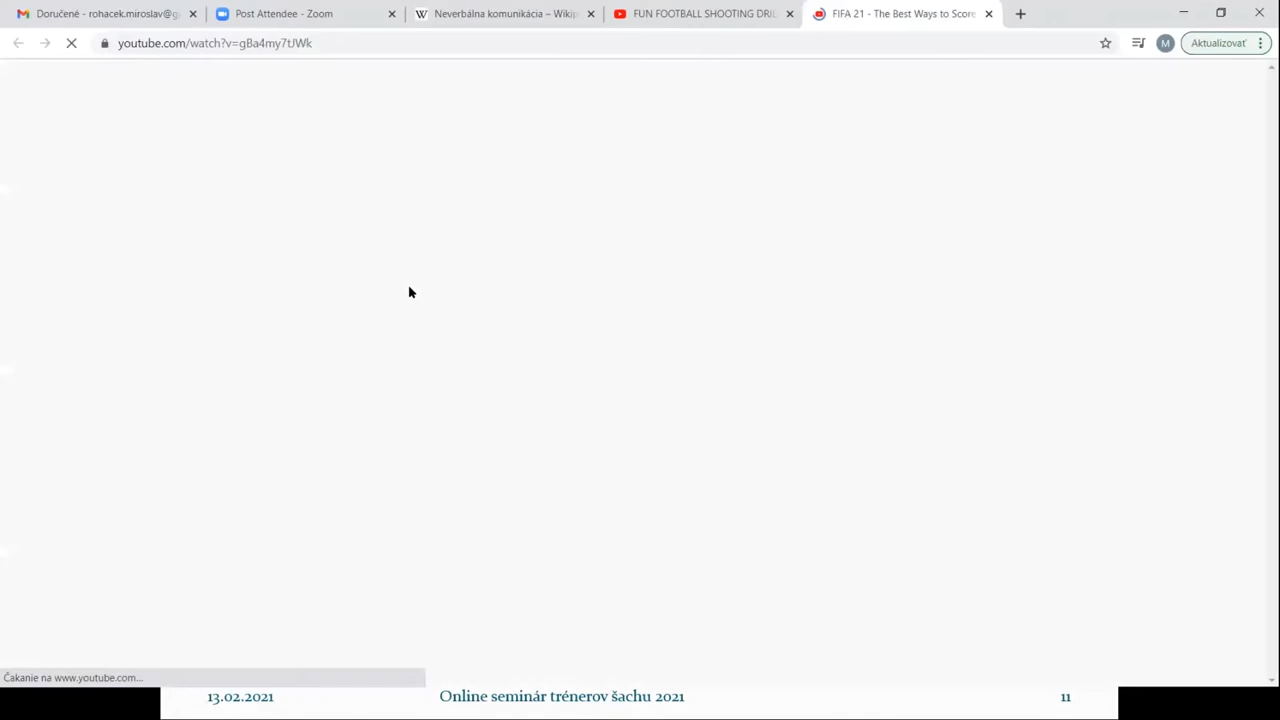 Doručené - rohacek.miroslav@g
Post Attendee - Zoom
Neverbálna komunikácia – Wikip
FUN FOOTBALL SHOOTING DRIL
FIFA 21 - The Best Ways to Score
youtube.com/watch?v=gBa4my7tJWk
M
Aktualizovať
Čakanie na www.youtube.com...
13.02.2021
Online seminár trénerov šachu 2021
11